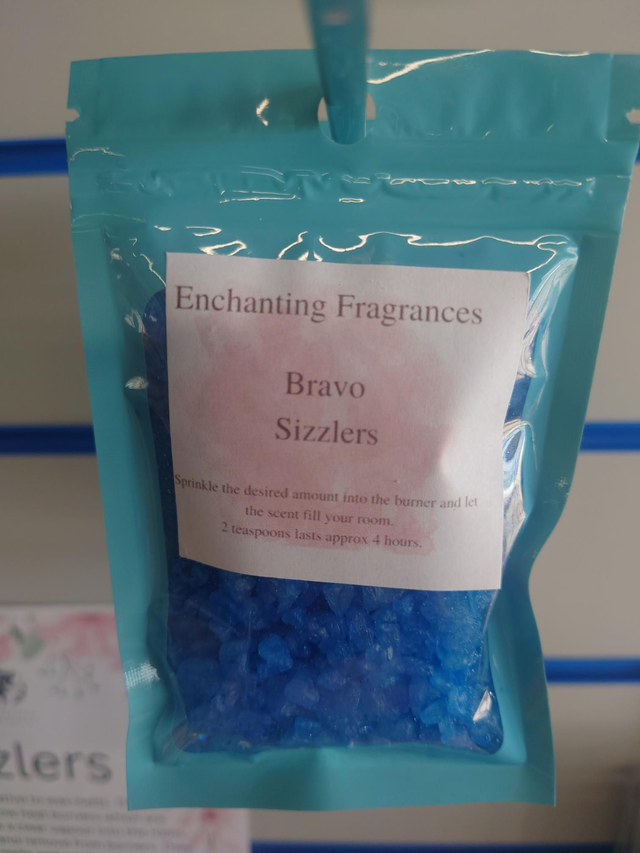 Enchanting Fragrances
Bravo
Sizzlers
Sprinkle the desired amount into the burner and let
the scent fill your room.
2 teaspoons lasts approx 4 hours.
zlers